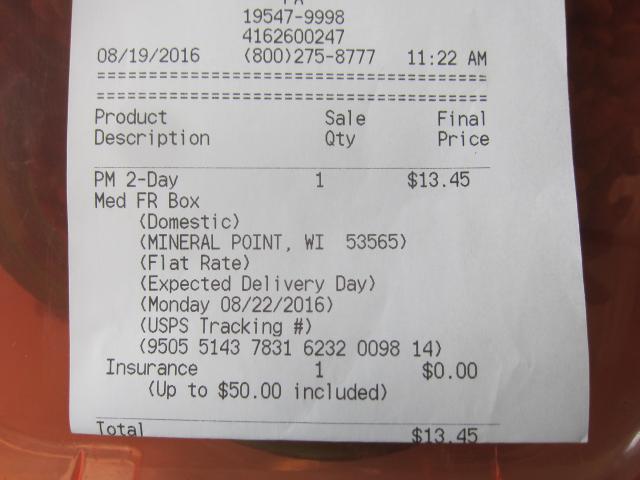 PA
19547-9998
4162600247
08/19/2016 (800)275-8777 11:22 AM
========================================
========================================
Product Sale Final
Description Qty Price
PM 2-Day 1 $13.45
Med FR Box
(Domestic)
(MINERAL POINT, WI 53565)
(Flat Rate)
(Expected Delivery Day)
(Monday 08/22/2016)
(USPS Tracking #)
(9505 5143 7831 6232 0098 14)
Insurance 1 $0.00
(Up to $50.00 included)
Total $13.45